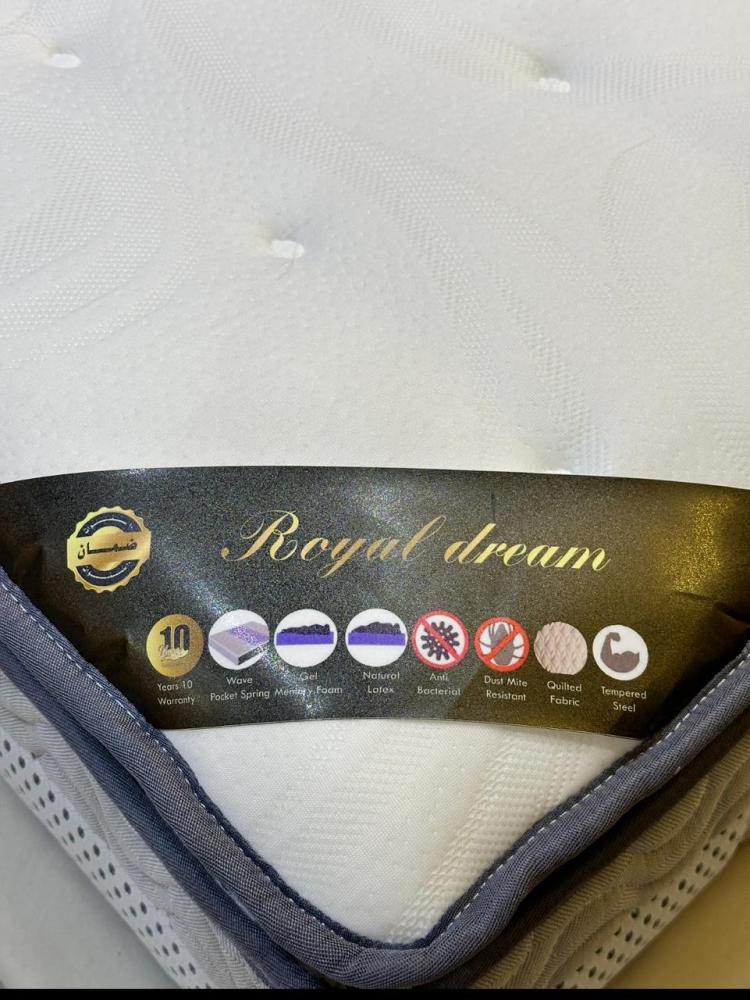 ضمان
Royal dream
10
Years 10
Warranty
Wave
Pocket Spring
Gel
Memory Foam
Natural
Latex
Anti
Bacterial
Dust Mite
Resistant
Quilted
Fabric
Tempered
Steel